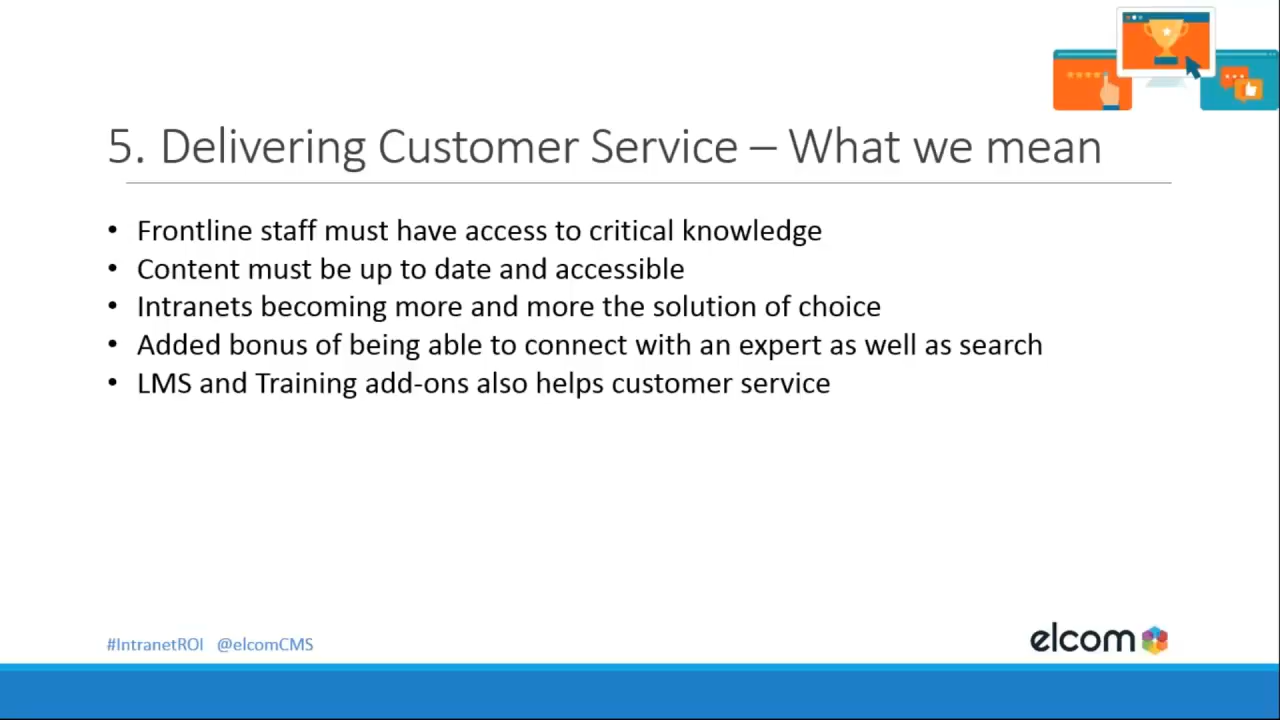 5. Delivering Customer Service – What we mean
• Frontline staff must have access to critical knowledge
• Content must be up to date and accessible
• Intranets becoming more and more the solution of choice
• Added bonus of being able to connect with an expert as well as search
• LMS and Training add-ons also helps customer service
#IntranetROI @elcomCMS
elcom